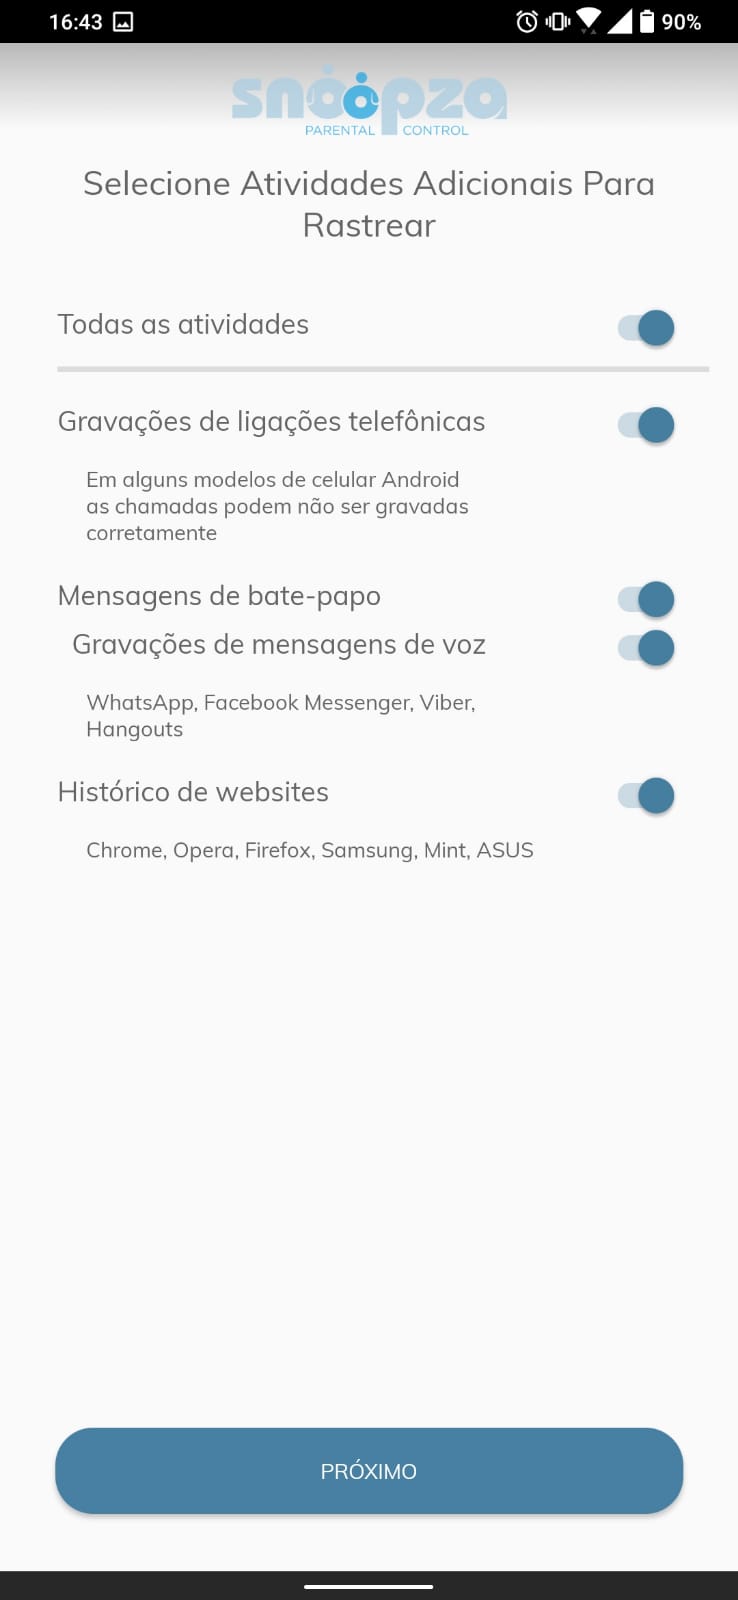 16:43
90%
snoopza
PARENTAL CONTROL
Selecione Atividades Adicionais Para
Rastrear
Todas as atividades
Gravações de ligações telefônicas
Em alguns modelos de celular Android
as chamadas podem não ser gravadas
corretamente
Mensagens de bate-papo
Gravações de mensagens de voz
WhatsApp, Facebook Messenger, Viber,
Hangouts
Histórico de websites
Chrome, Opera, Firefox, Samsung, Mint, ASUS
PRÓXIMO